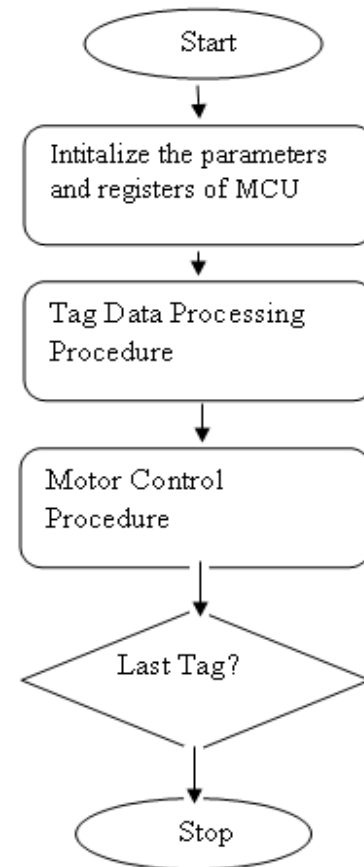 Start
Intitalize the parameters
and registers of MCU
Tag Data Processing
Procedure
Motor Control
Procedure
Last Tag?
Stop